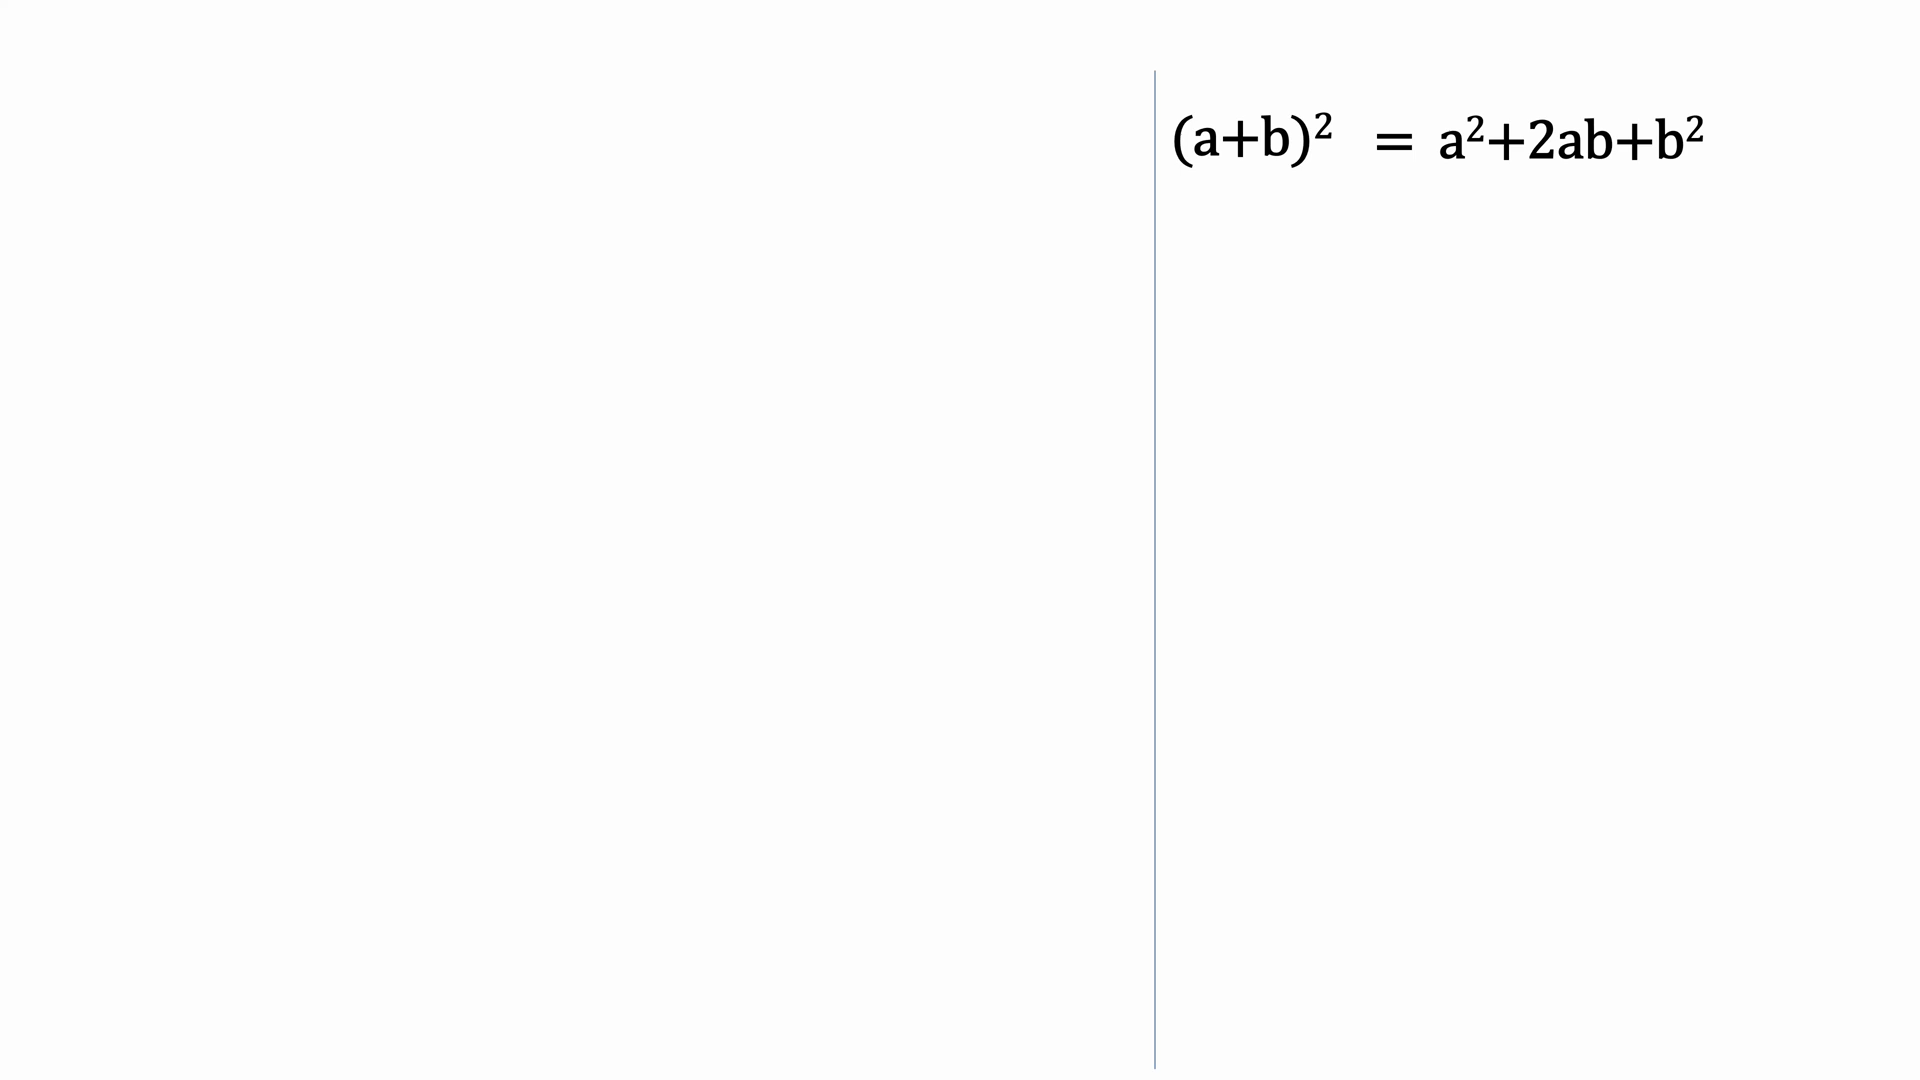 (a+b)² = a²+2ab+b²